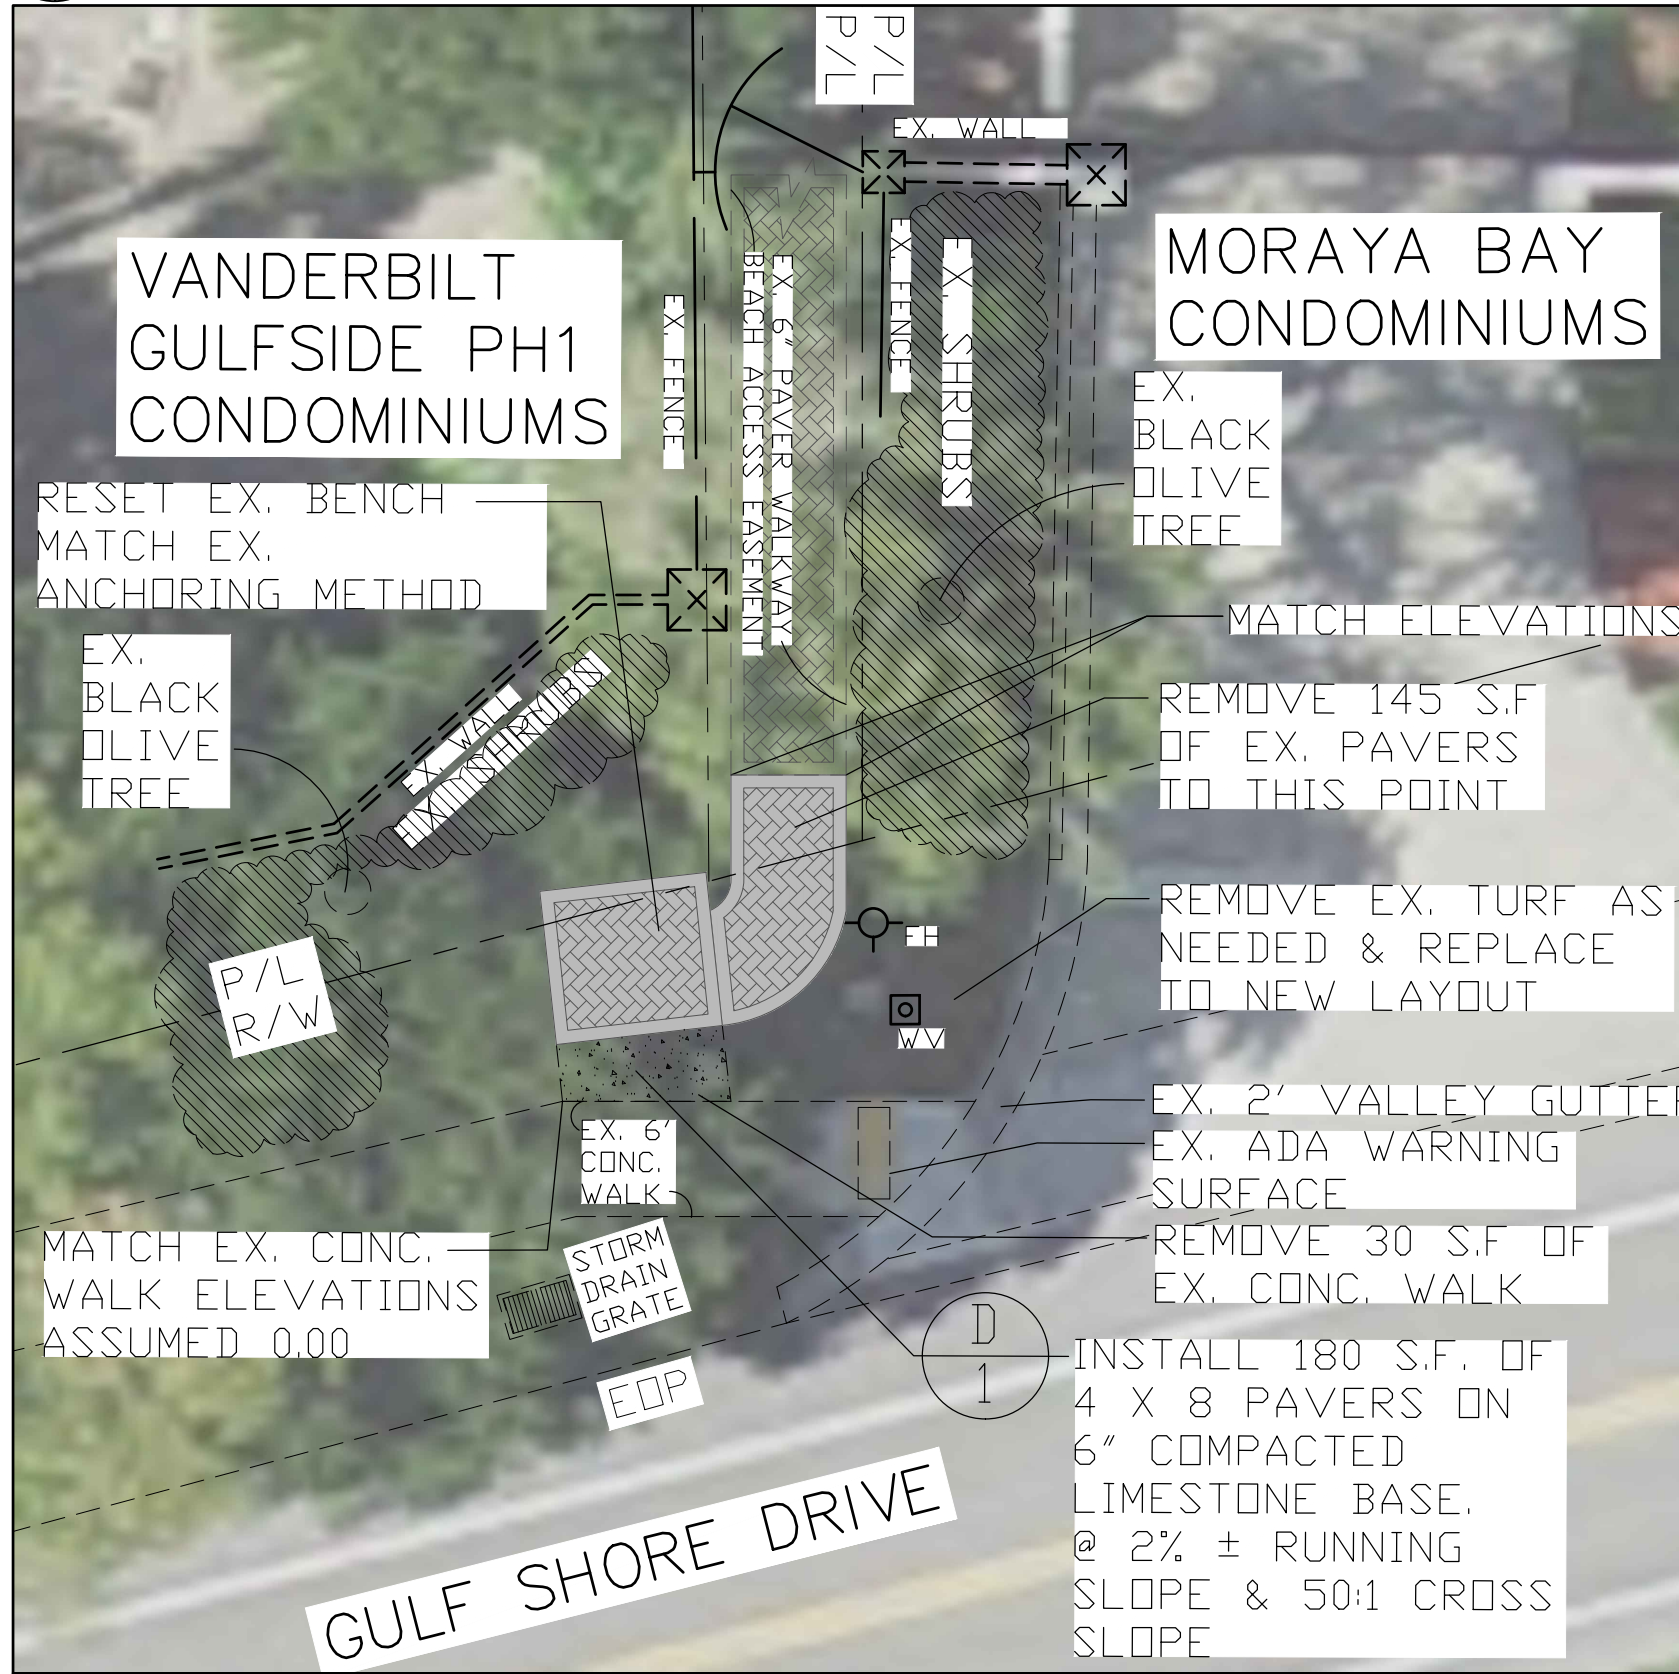 P/L
P/L
EX. WALL
VANDERBILT
GULFSIDE PH1
CONDOMINIUMS
MORAYA BAY
CONDOMINIUMS
EX. FENCE
BEACH ACCESS EASEMENT
EX. 6" PAVER WALKWAY
EX. FENCE
EX. SHRUBS
EX.
BLACK
OLIVE
TREE
RESET EX. BENCH
MATCH EX.
ANCHORING METHOD
EX.
BLACK
OLIVE
TREE
EX. WALL
MATCH ELEVATIONS
REMOVE 145 S.F
OF EX. PAVERS
TO THIS POINT
REMOVE EX. TURF AS
NEEDED & REPLACE
TO NEW LAYOUT
P/L
R/W
FH
WV
EX. 2' VALLEY GUTTER
EX. ADA WARNING
SURFACE
REMOVE 30 S.F OF
EX. CONC. WALK
EX. 6'
CONC.
WALK
MATCH EX. CONC.
WALK ELEVATIONS
ASSUMED 0.00
STORM
DRAIN
GRATE
EOP
D
1
INSTALL 180 S.F. OF
4 X 8 PAVERS ON
6" COMPACTED
LIMESTONE BASE.
@ 2% ± RUNNING
SLOPE & 50:1 CROSS
SLOPE
GULF SHORE DRIVE